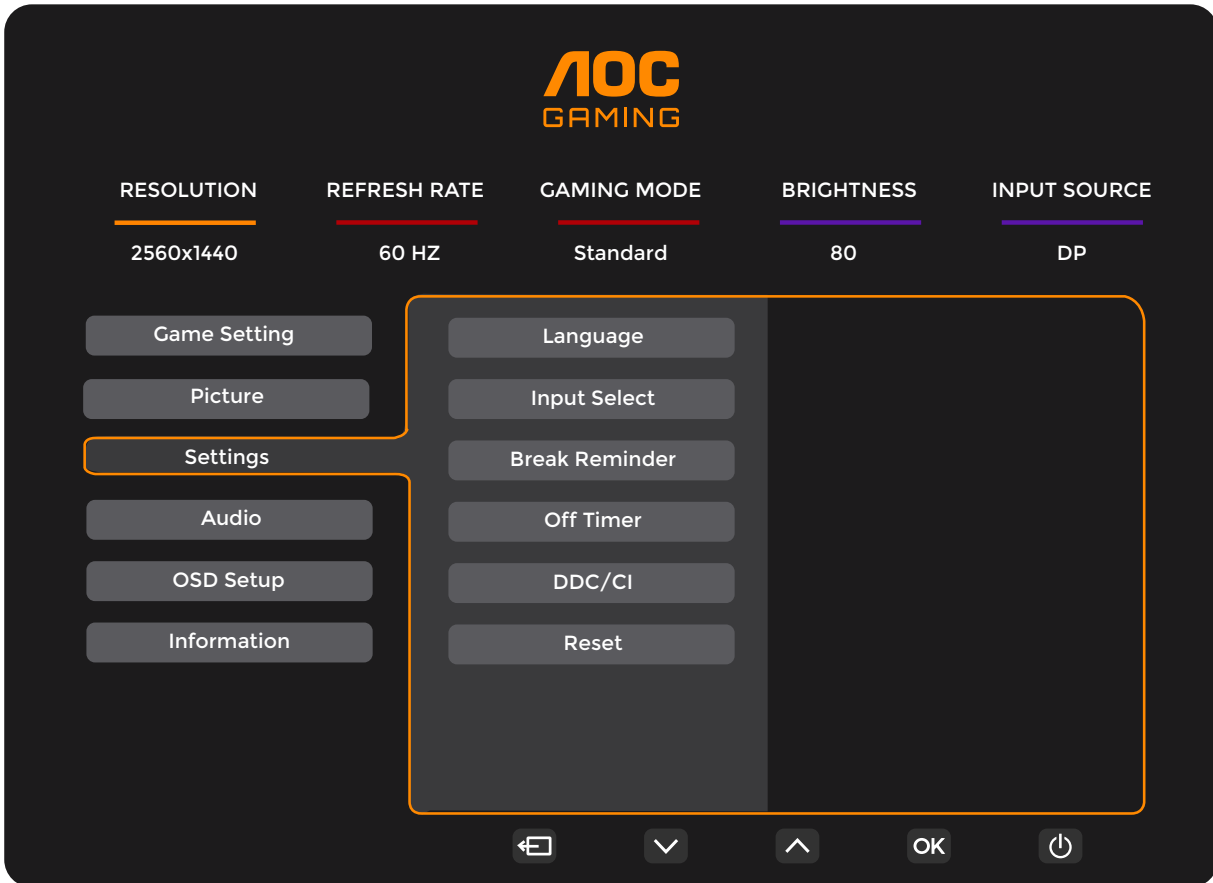 AOC
GAMING
RESOLUTION REFRESH RATE GAMING MODE BRIGHTNESS INPUT SOURCE
2560x1440 60 HZ Standard 80 DP
Game Setting Language
Picture Input Select
Settings Break Reminder
Audio Off Timer
OSD Setup DDC/CI
Information Reset
OK